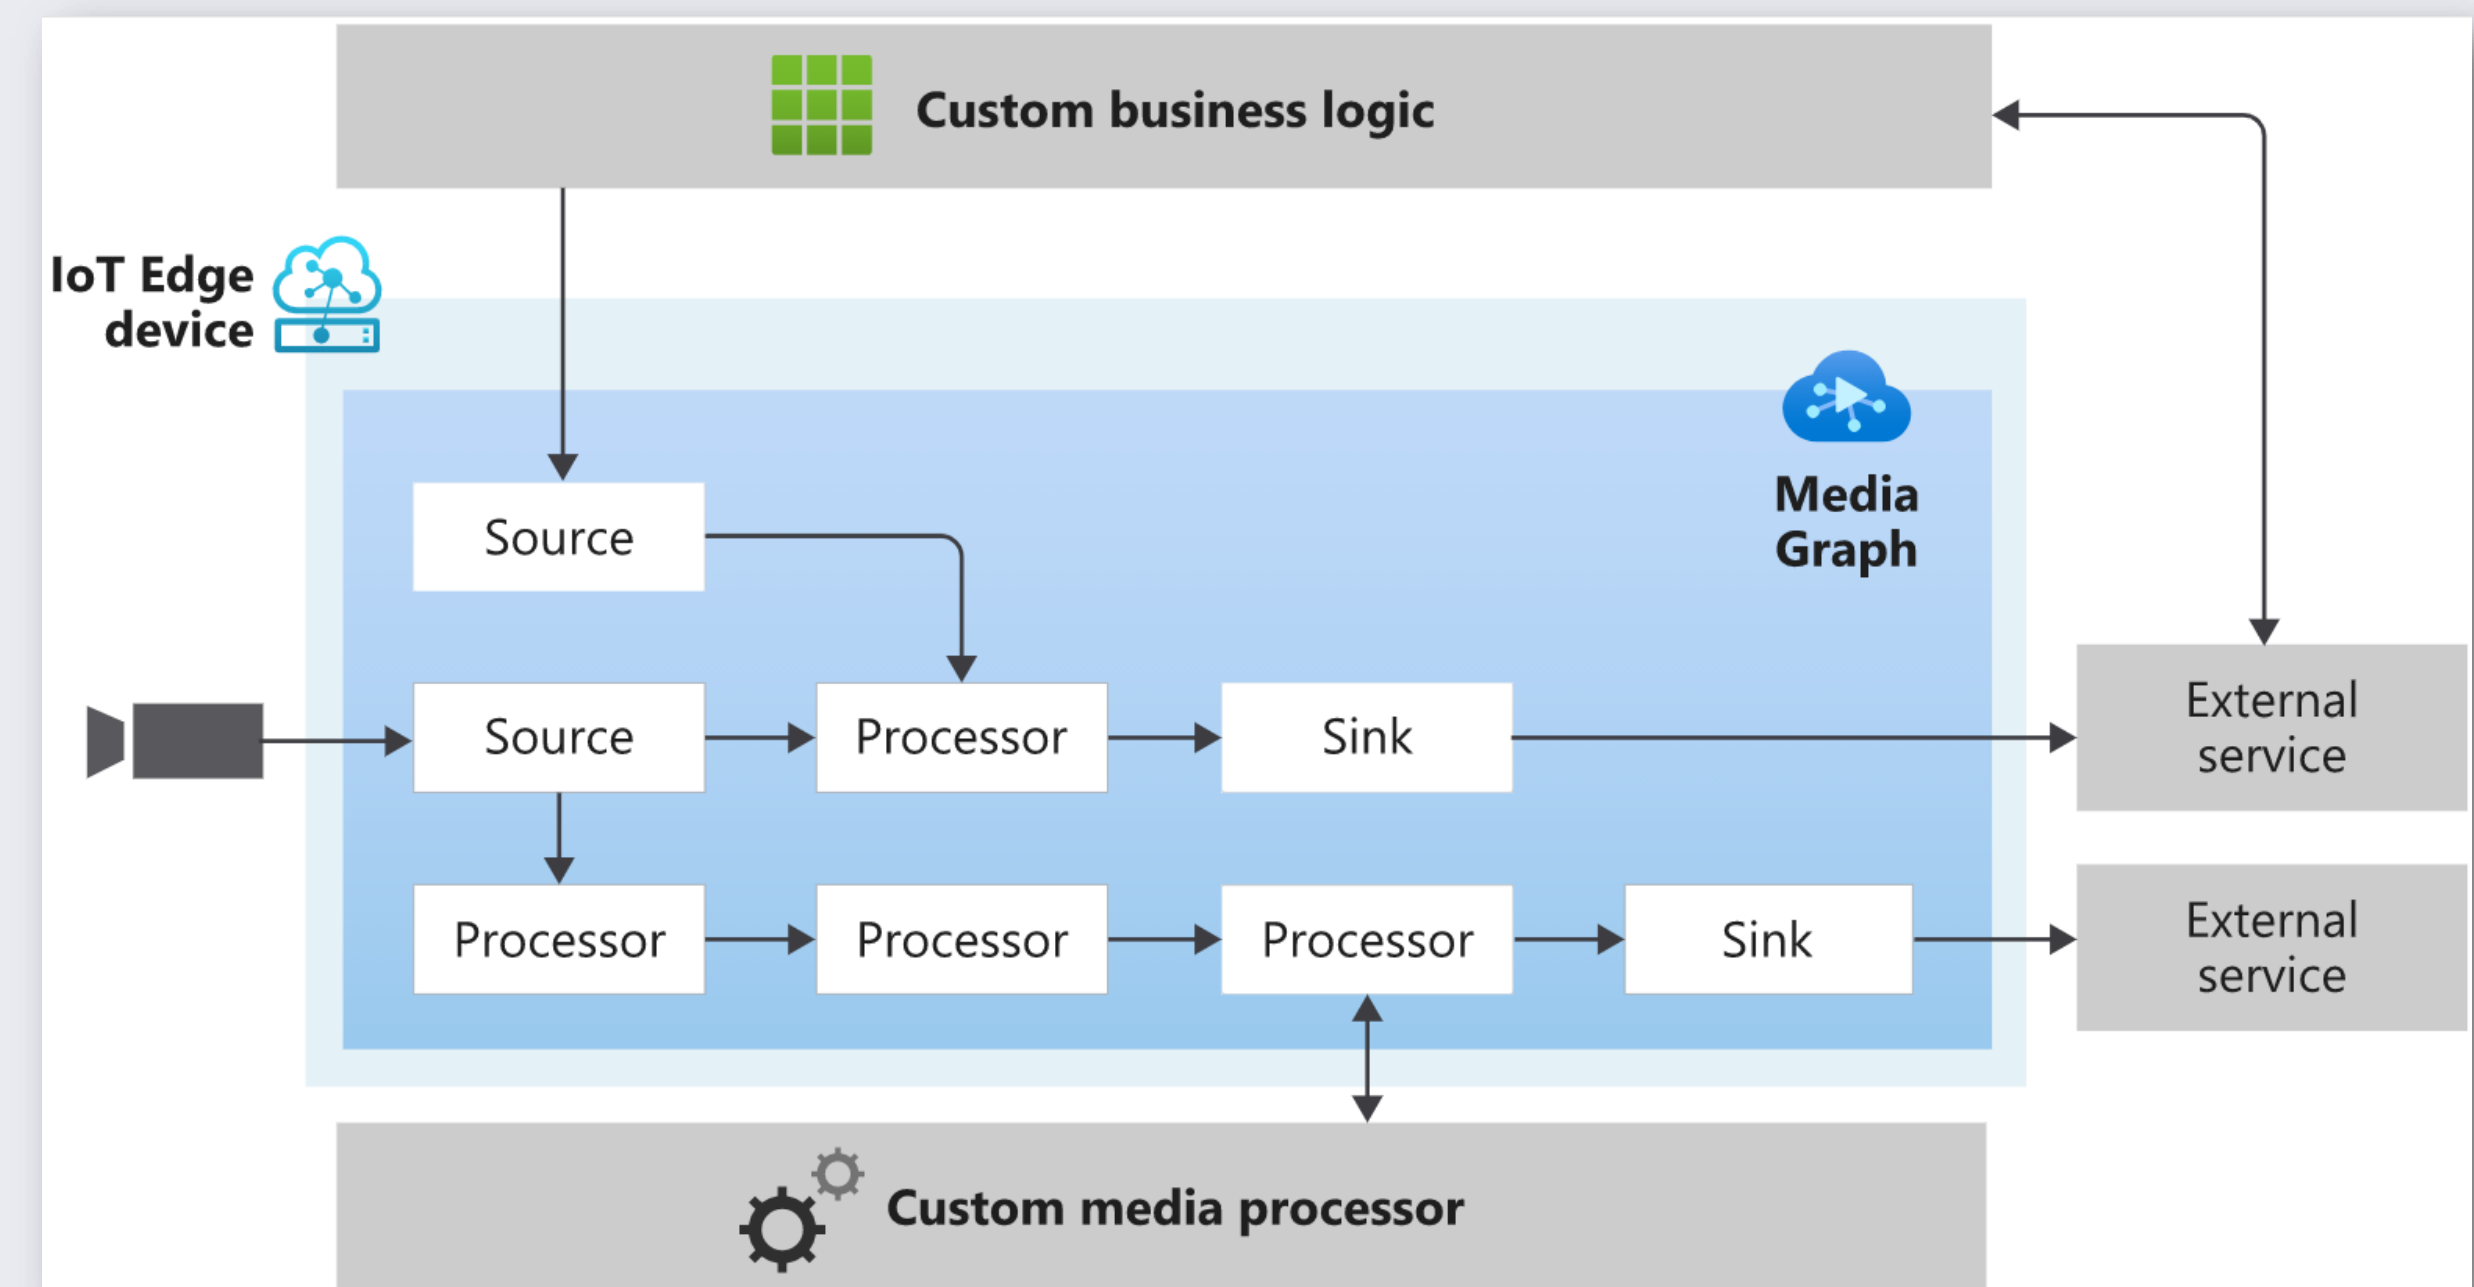 Custom business logic
IoT Edge
device
Media
Graph
Source
Source
Processor
Sink
External
service
Processor
Processor
Processor
Sink
External
service
Custom media processor